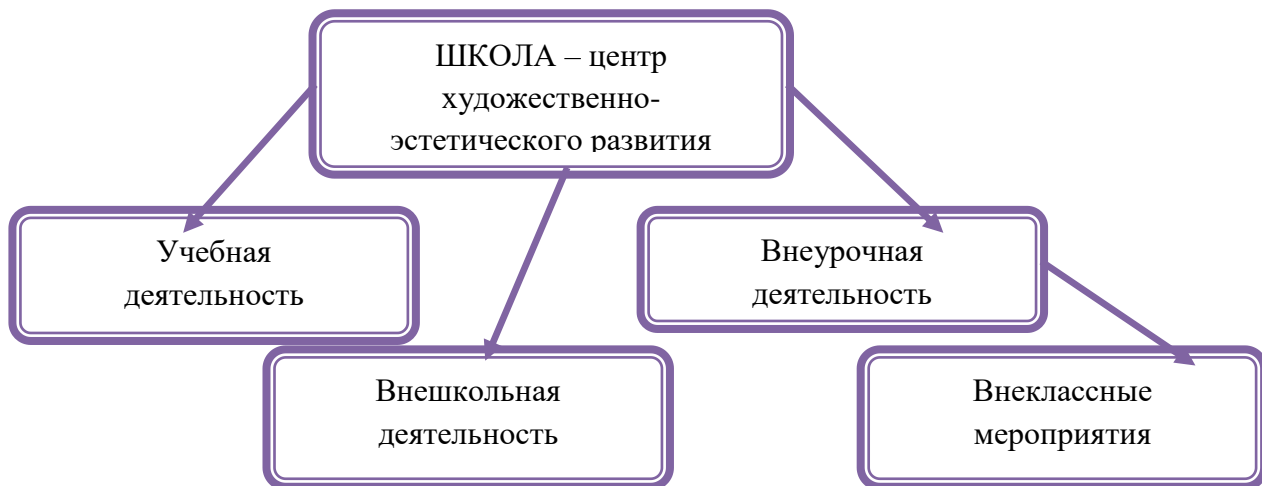 ШКОЛА – центр
художественно-
эстетического развития
Учебная
деятельность
Внеурочная
деятельность
Внешкольная
деятельность
Внеклассные
мероприятия